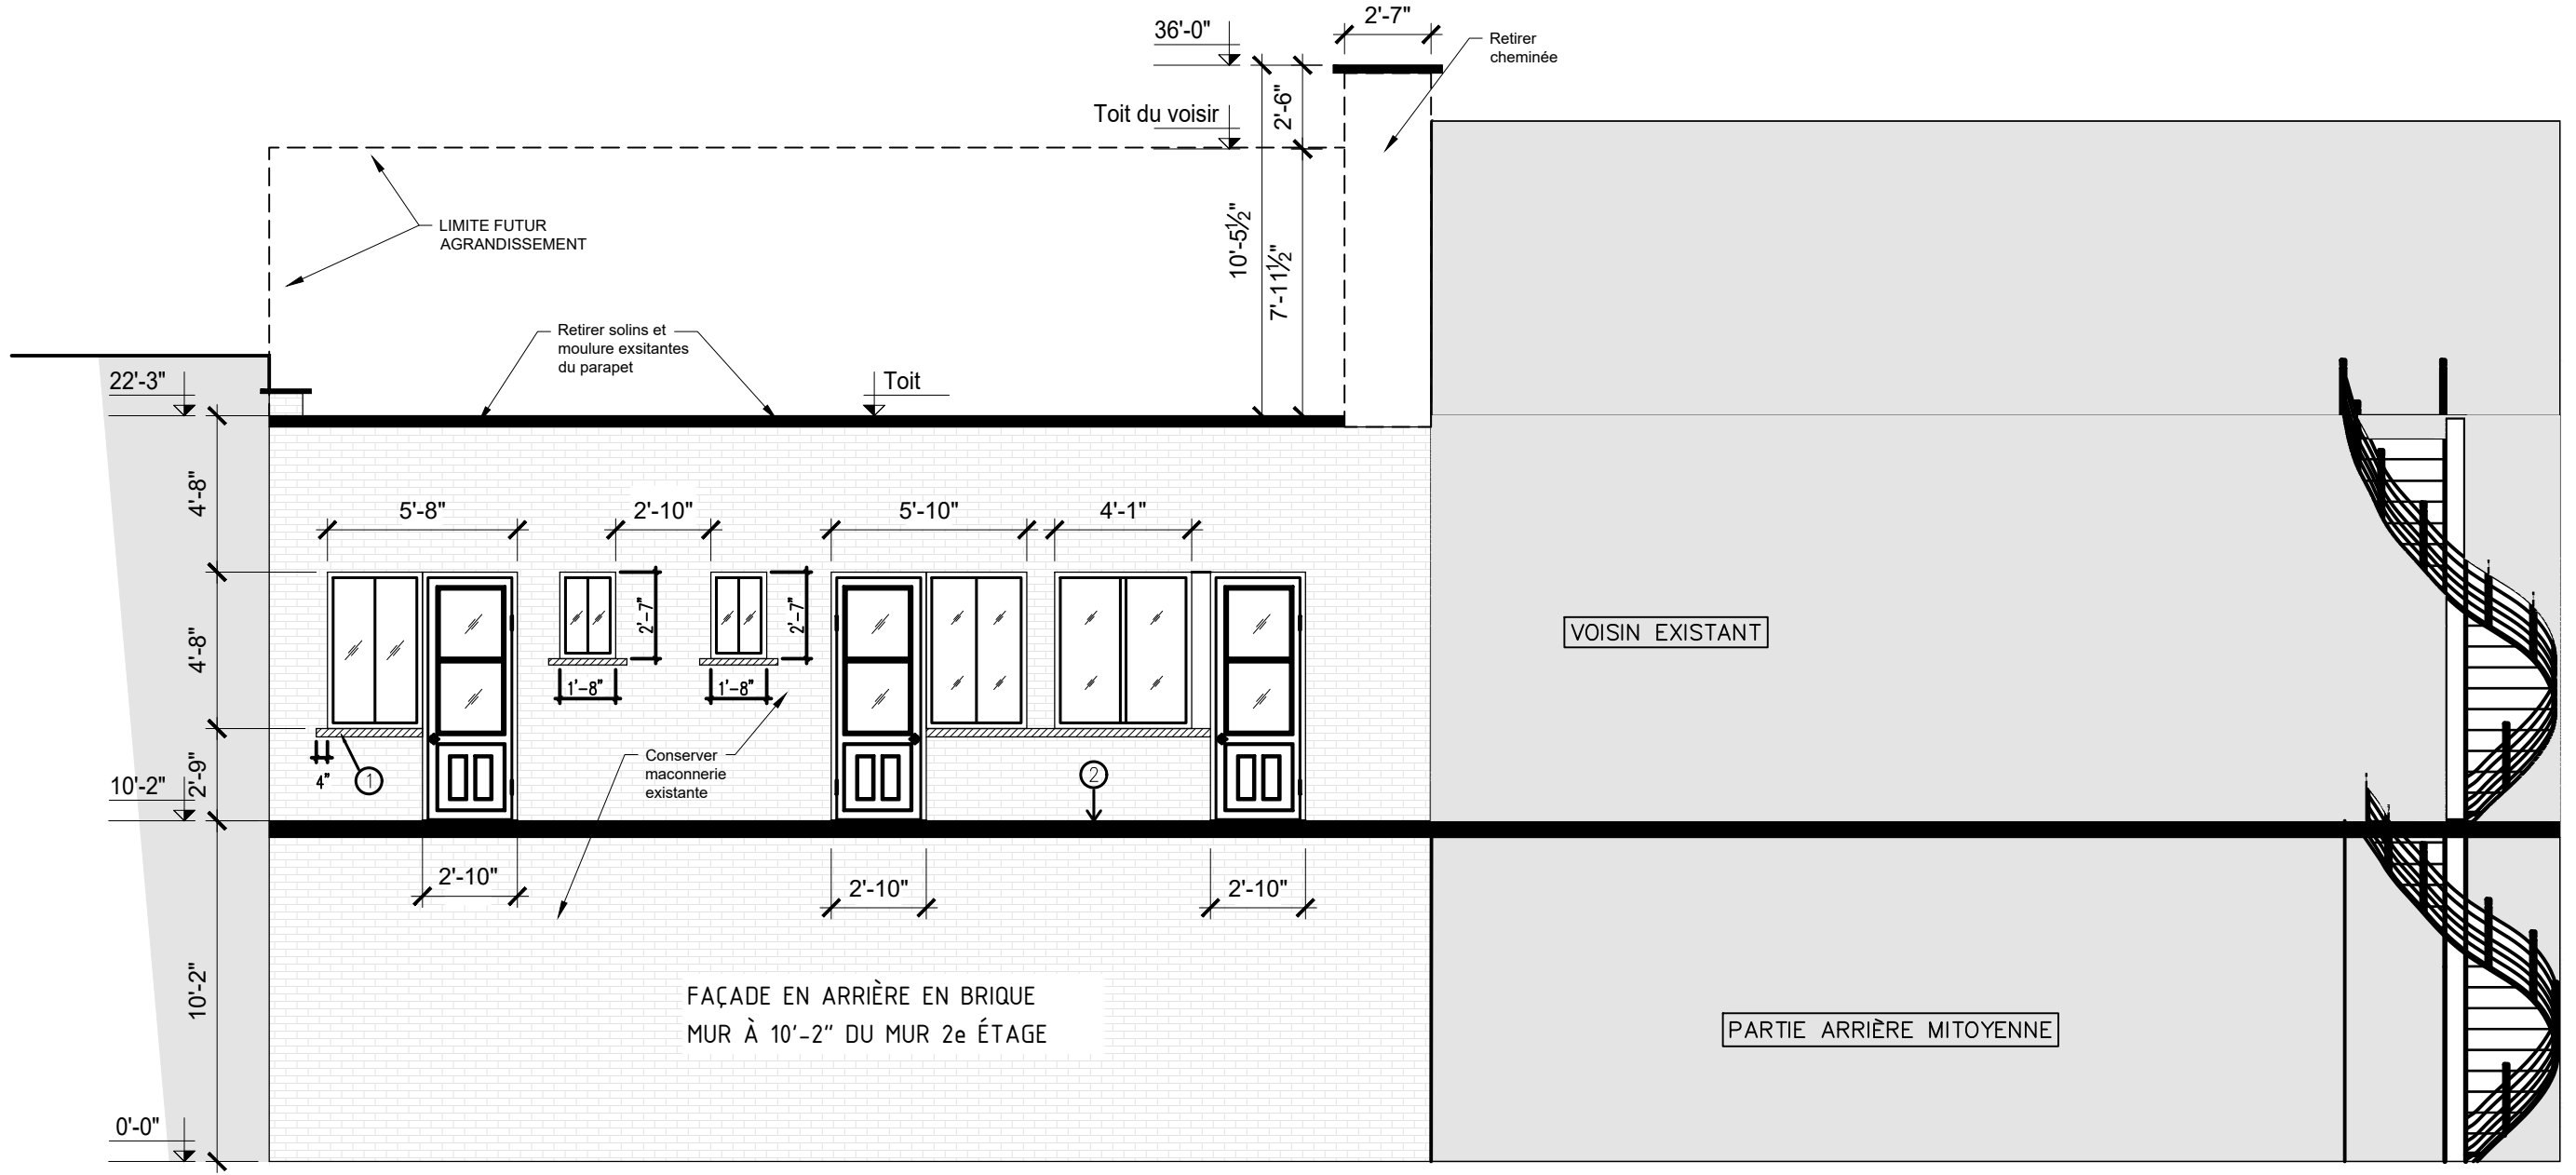 2'-7"
36'-0"
Retirer
cheminée
2'-6"
Toit du voisir
LIMITE FUTUR
AGRANDISSEMENT
10'-5½"
7'-11½"
Retirer solins et
moulure exsitantes
du parapet
22'-3"
Toit
4'-8"
5'-8"
2'-10"
5'-10"
4'-1"
2'-7"
2'-7"
VOISIN EXISTANT
4'-8"
1'-8"
1'-8"
4"
1
Conserver
maconnerie
existante
2
10'-2"
2'-9"
2'-10"
2'-10"
2'-10"
10'-2"
FAÇADE EN ARRIÈRE EN BRIQUE
MUR À 10'-2" DU MUR 2e ÉTAGE
PARTIE ARRIÈRE MITOYENNE
0'-0"